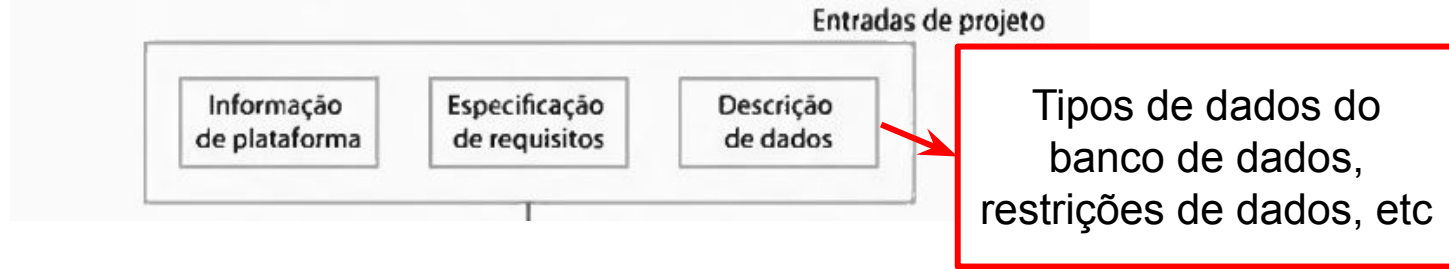 Entradas de projeto
Informação
de plataforma
Especificação
de requisitos
Descrição
de dados
Tipos de dados do
banco de dados,
restrições de dados, etc